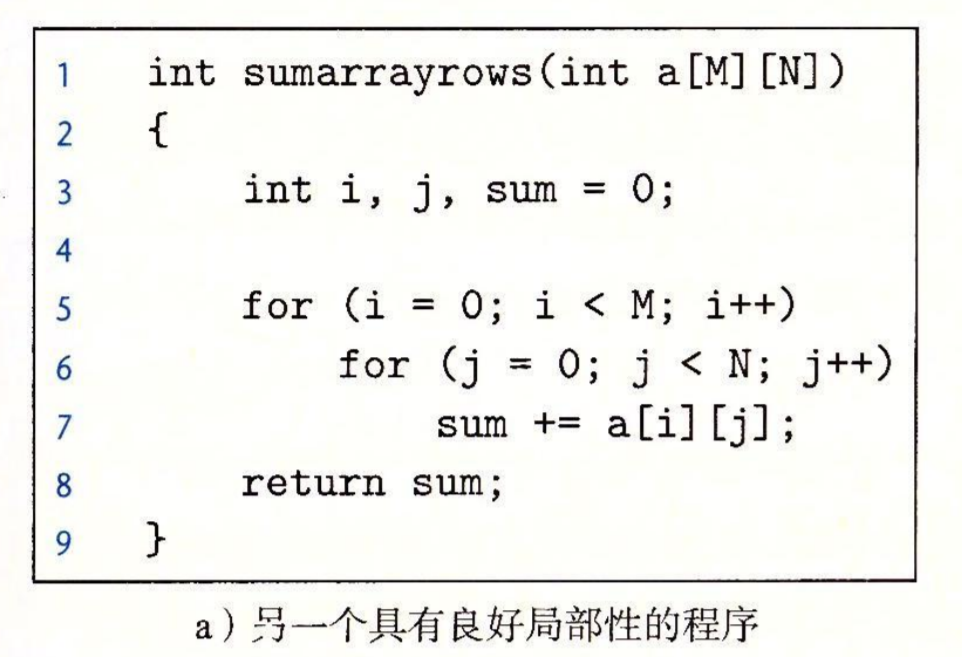 1 int sumarrayrows(int a[M][N])
2 {
3 int i, j, sum = 0;
4
5 for (i = 0; i < M; i++)
6 for (j = 0; j < N; j++)
7 sum += a[i][j];
8 return sum;
9 }
a）另一个具有良好局部性的程序